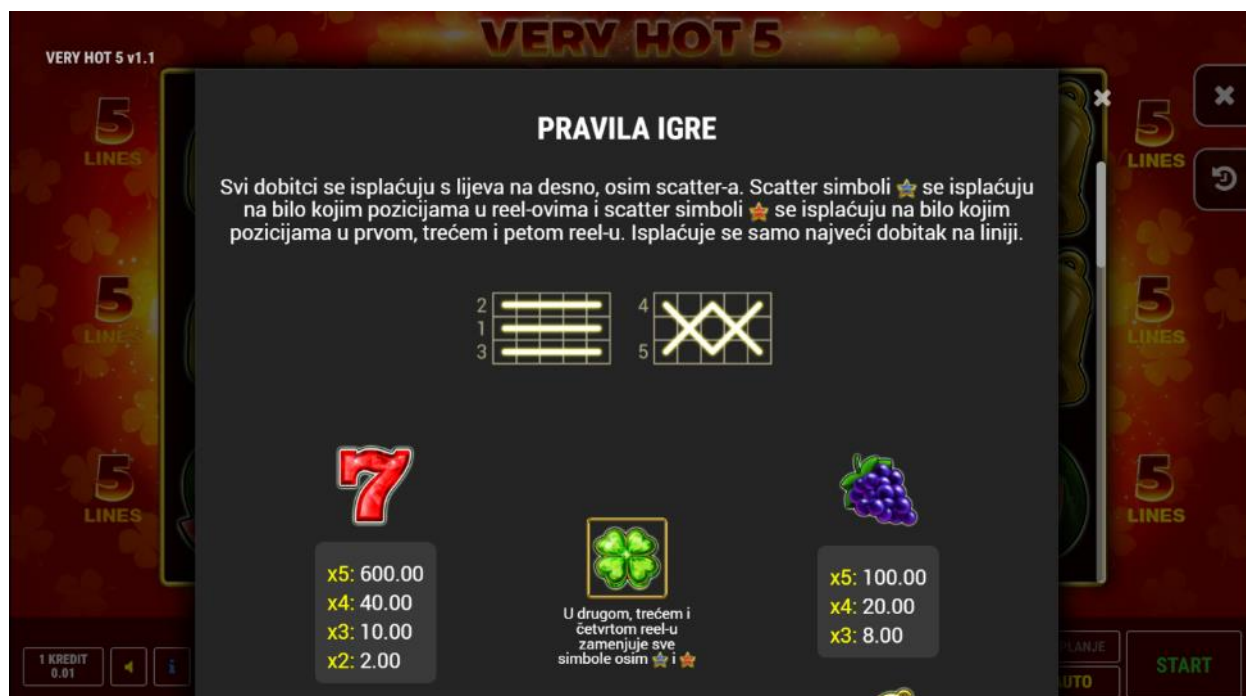 VERY HOT 5
VERY HOT 5 v1.1
5
LINES
5
LINES
5
LINES
5
LINES
5
LINES
5
LINES
PRAVILA IGRE
Svi dobitci se isplaćuju s lijeva na desno, osim scatter-a. Scatter simboli se isplaćuju
na bilo kojim pozicijama u reel-ovima i scatter simboli se isplaćuju na bilo kojim
pozicijama u prvom, trećem i petom reel-u. Isplaćuje se samo najveći dobitak na liniji.
2
1
3
4
5
7
x5: 600.00
x4: 40.00
x3: 10.00
x2: 2.00
U drugom, trećem i
četvrtom reel-u
zamenjuje sve
simbole osim i
x5: 100.00
x4: 20.00
x3: 8.00
1 KREDIT
0.01
i
START